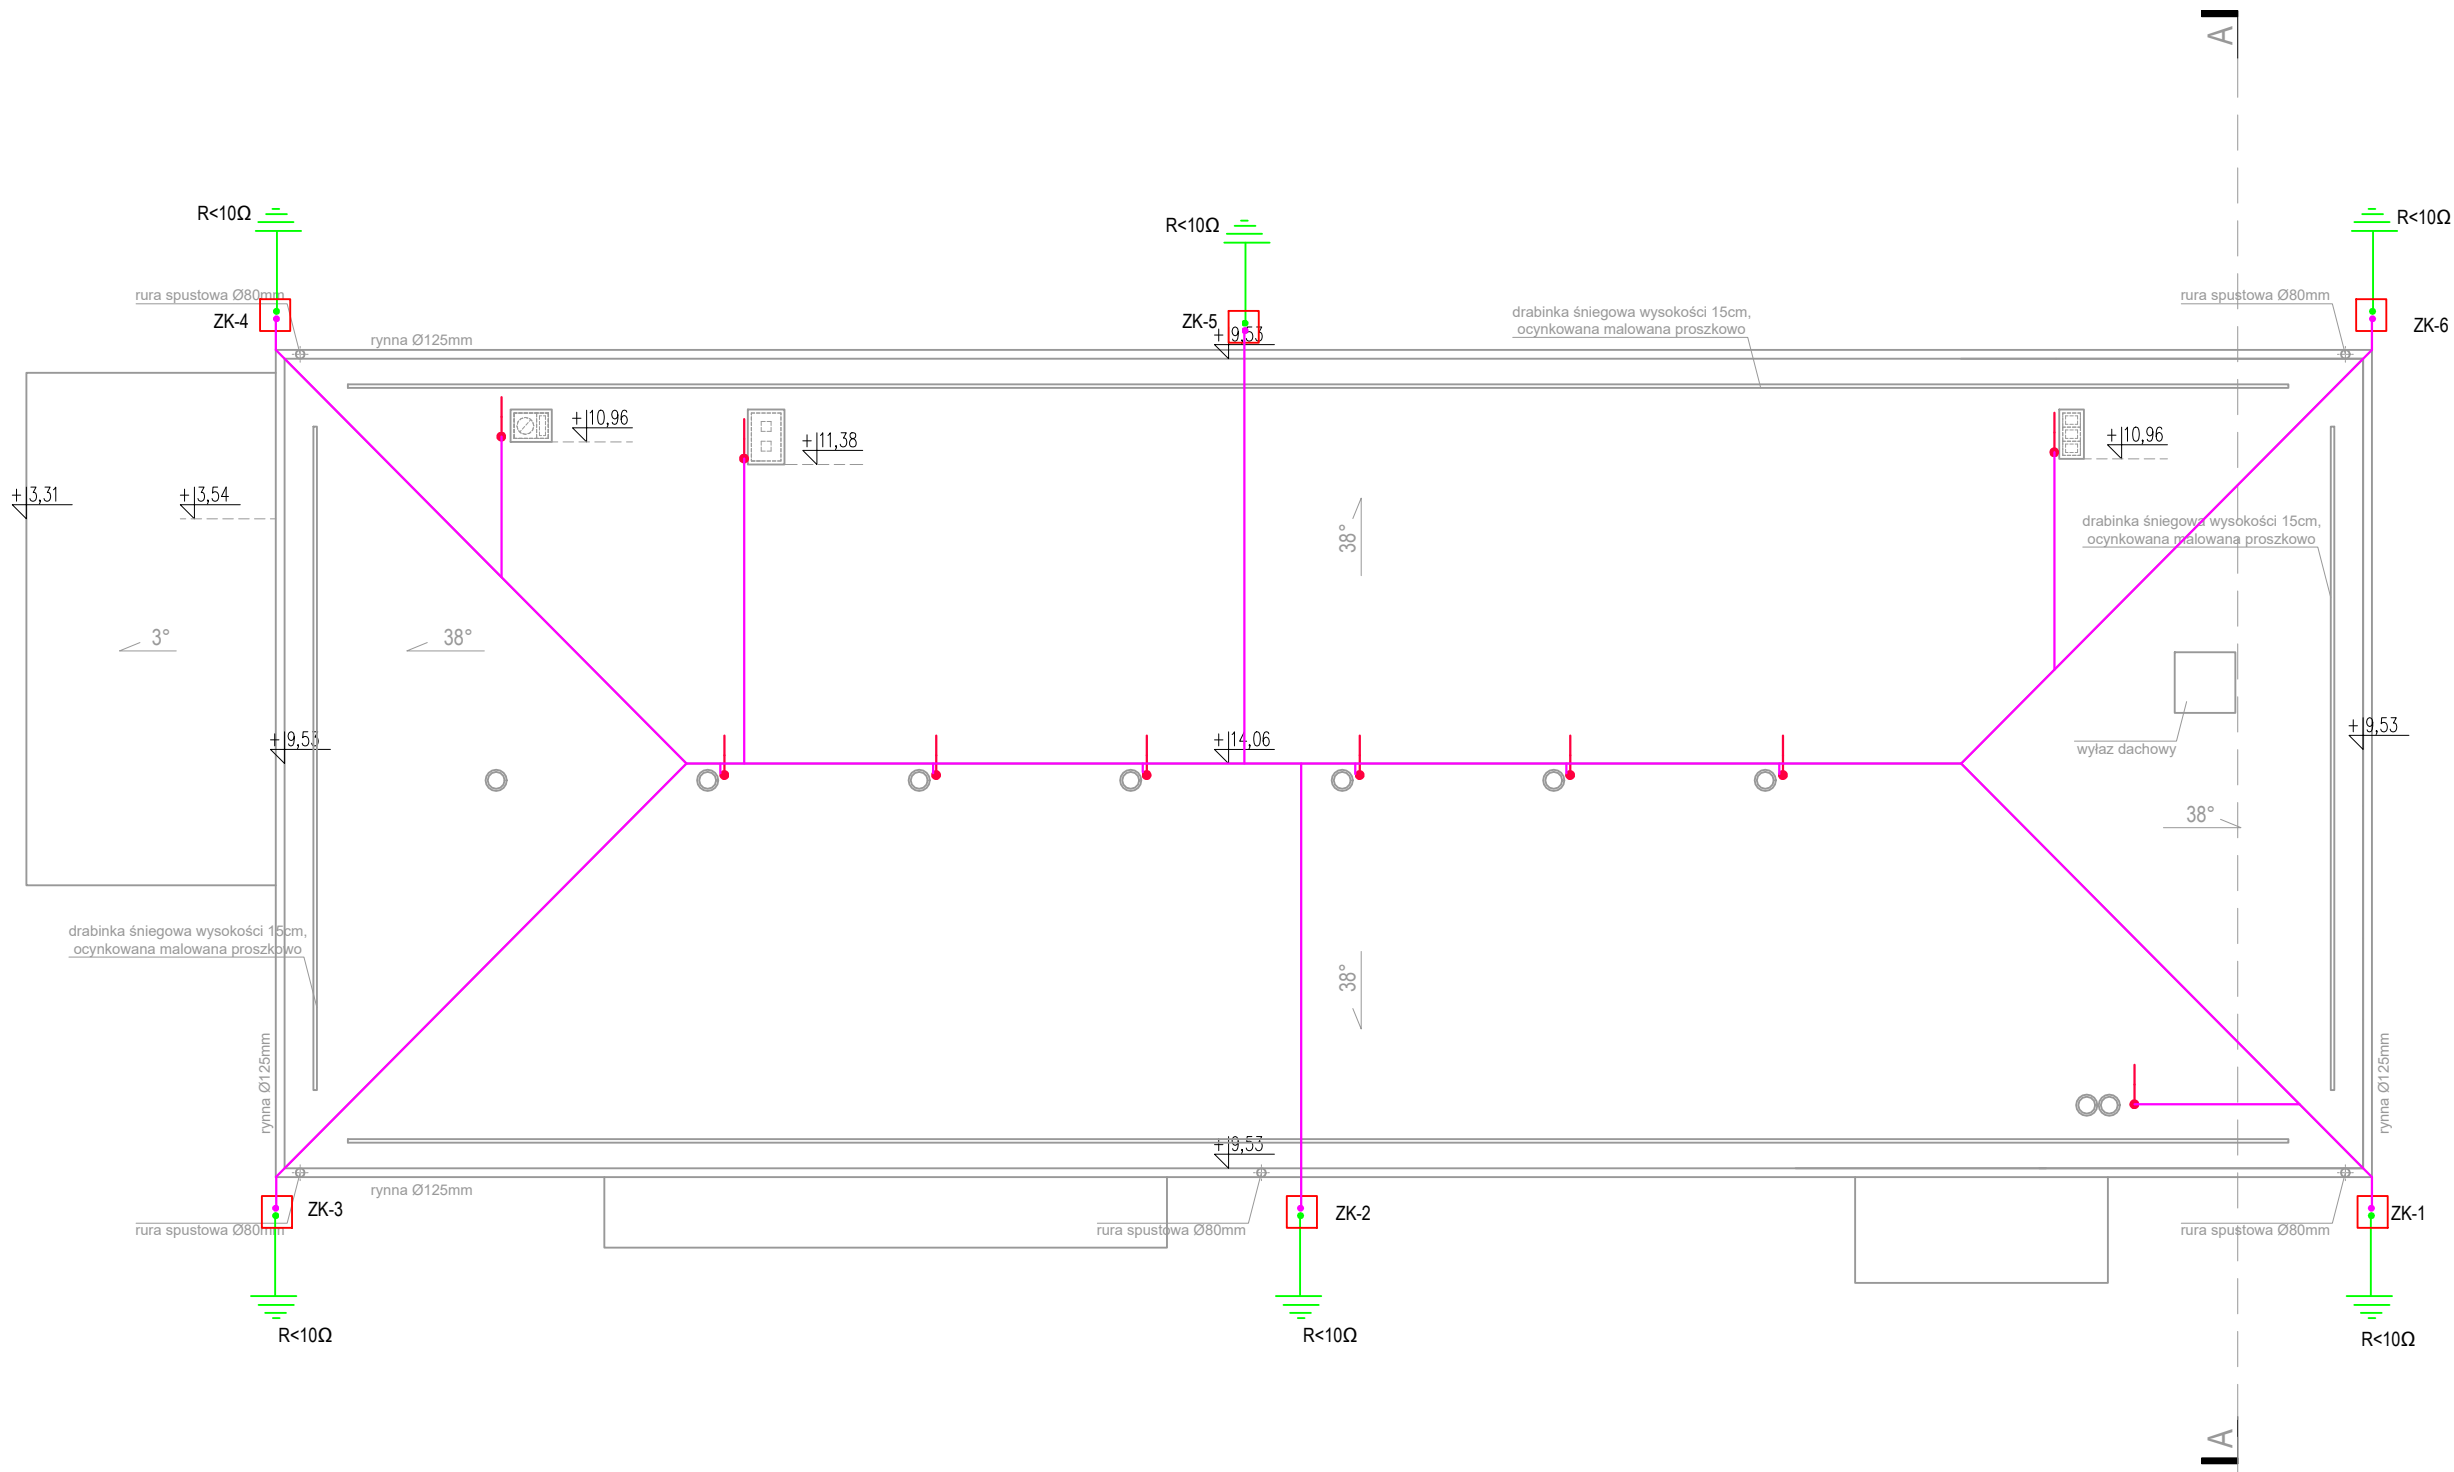 A
R<10Ω
R<10Ω
R<10Ω
rura spustowa Ø80mm
rura spustowa Ø80mm
ZK-4
ZK-5
ZK-6
drabinka śniegowa wysokości 15cm,
ocynkowana malowana proszkowo
rynna Ø125mm
+9,53
+10,96
+11,38
+10,96
+3,31
+3,54
38°
drabinka śniegowa wysokości 15cm,
ocynkowana malowana proszkowo
3°
38°
+9,53
+14,06
+9,53
wyłaz dachowy
38°
drabinka śniegowa wysokości 15cm,
ocynkowana malowana proszkowo
38°
rynna Ø125mm
rynna Ø125mm
+9,53
rynna Ø125mm
ZK-3
ZK-2
ZK-1
rura spustowa Ø80mm
rura spustowa Ø80mm
rura spustowa Ø80mm
R<10Ω
R<10Ω
R<10Ω
A